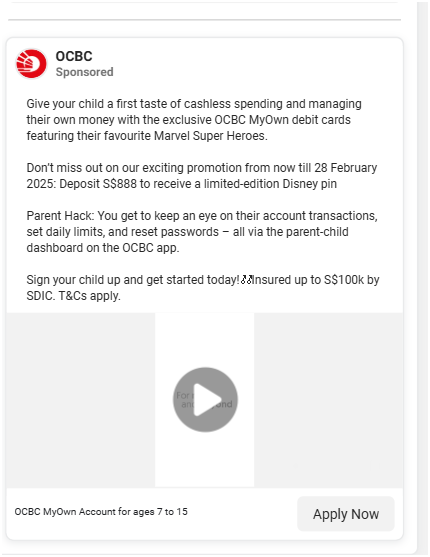 OCBC
Sponsored
Give your child a first taste of cashless spending and managing
their own money with the exclusive OCBC MyOwn debit cards
featuring their favourite Marvel Super Heroes.
Don't miss out on our exciting promotion from now till 28 February
2025: Deposit S$888 to receive a limited-edition Disney pin
Parent Hack: You get to keep an eye on their account transactions,
set daily limits, and reset passwords – all via the parent-child
dashboard on the OCBC app.
Sign your child up and get started today! Insured up to S$100k by
SDIC. T&Cs apply.
For
OCBC MyOwn Account for ages 7 to 15
Apply Now